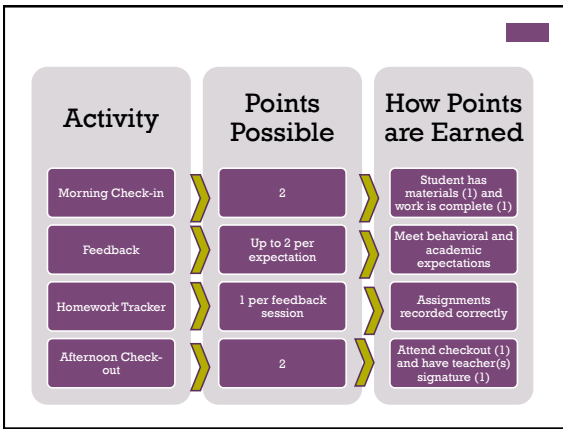 Activity
Points
Possible
How Points
are Earned
Morning Check-in
2
Student has
materials (1) and
work is complete (1)
Feedback
Up to 2 per
expectation
Meet behavioral and
academic
expectations
Homework Tracker
1 per feedback
session
Assignments
recorded correctly
Afternoon Check-
out
2
Attend checkout (1)
and have teacher(s)
signature (1)